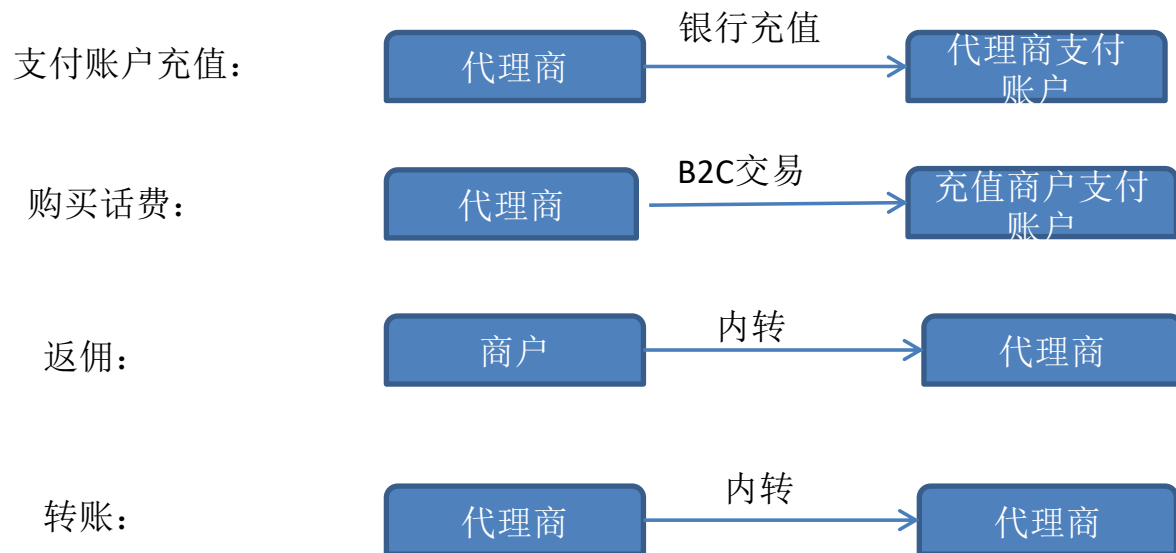 支付账户充值：
代理商
银行充值
代理商支付
账户
购买话费：
代理商
B2C交易
充值商户支付
账户
返佣：
商户
内转
代理商
转账：
代理商
内转
代理商